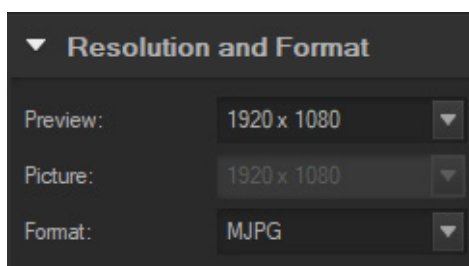 Resolution and Format
Preview: 1920 x 1080
Picture: 1920 x 1080
Format: MJPG